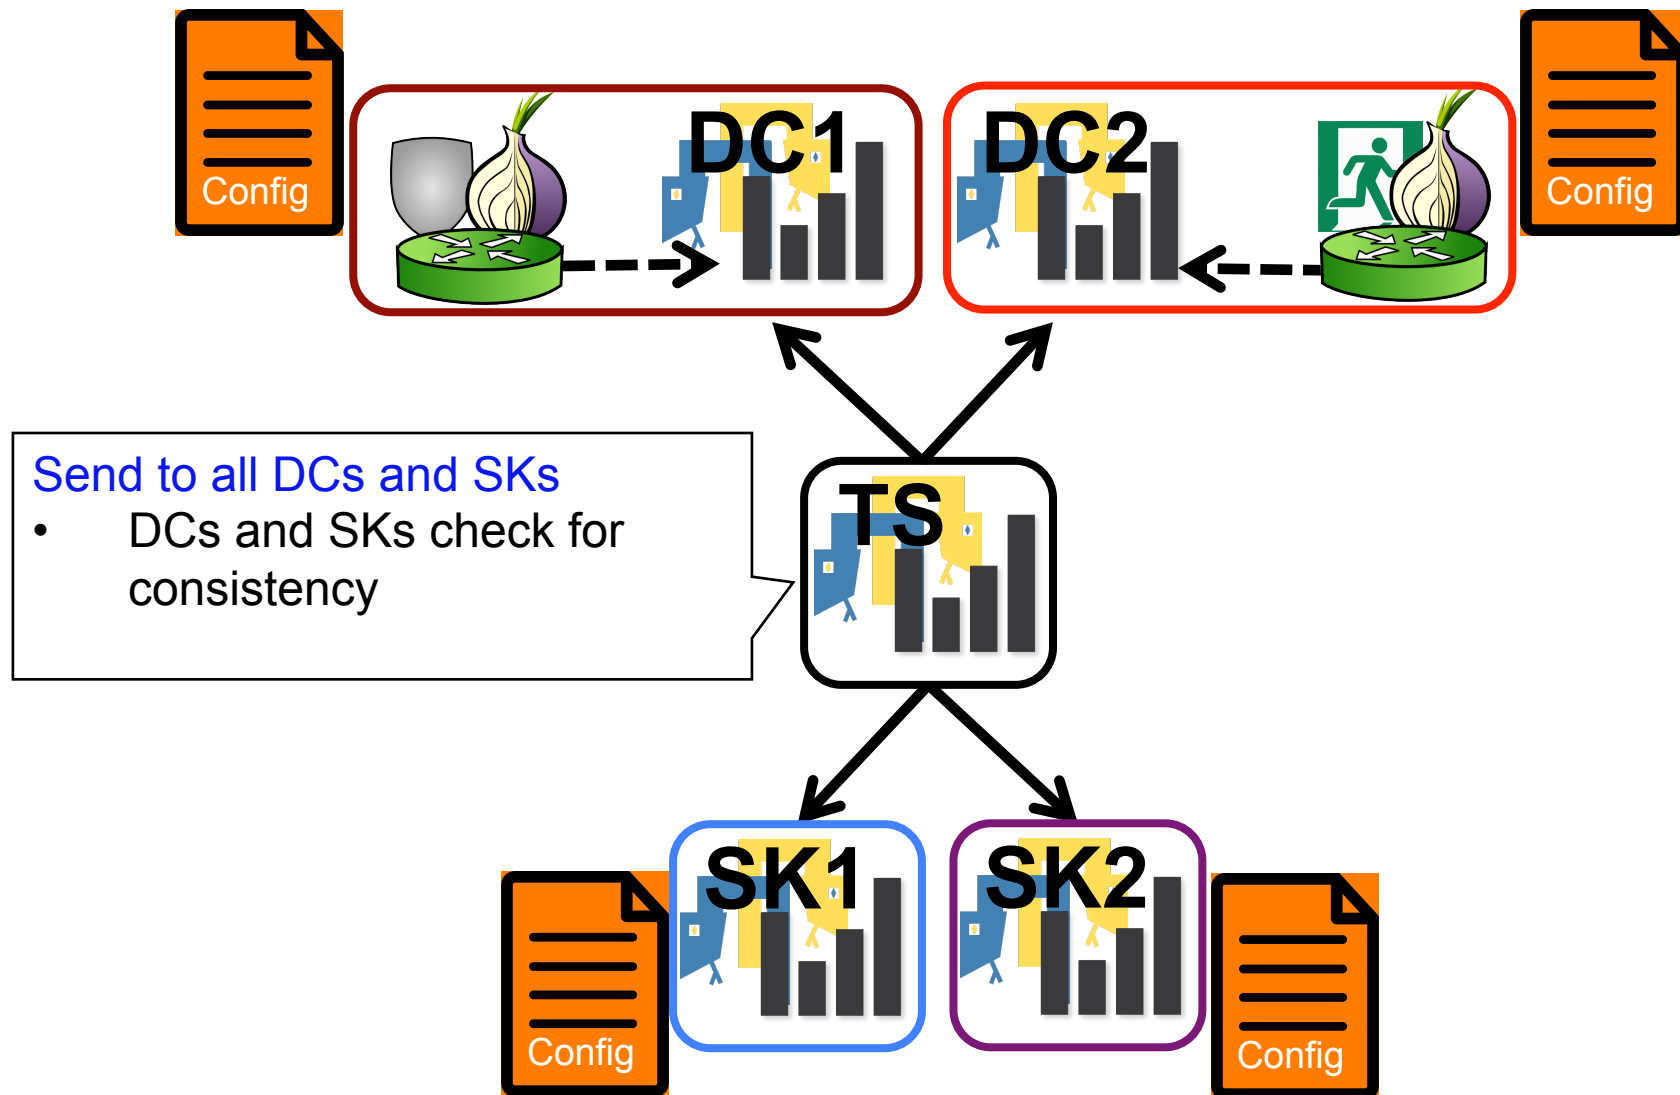 Config
DC1
DC2
Config
Send to all DCs and SKs
• DCs and SKs check for
consistency
TS
SK1
SK2
Config
Config